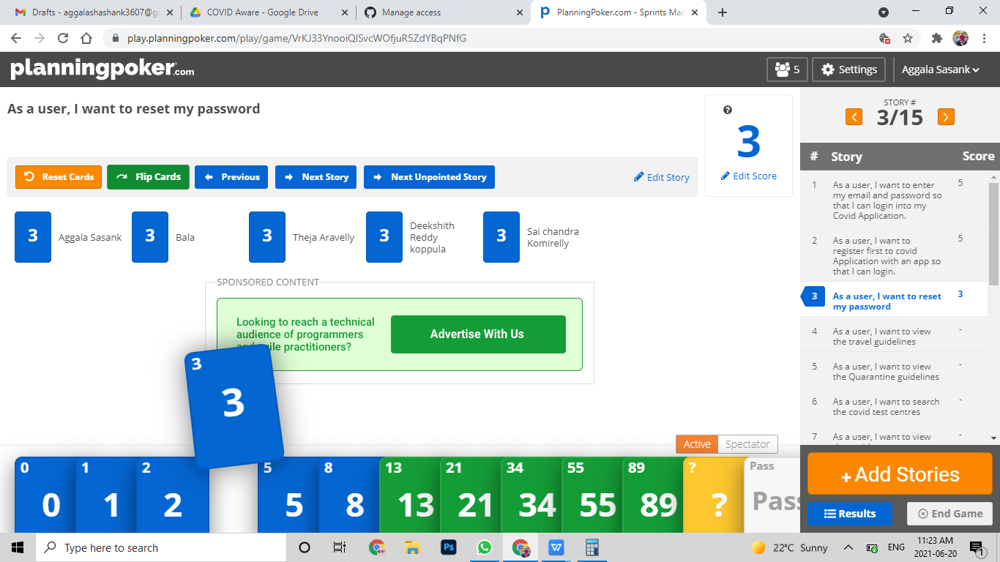 Drafts - aggalashashank3607@g
COVID Aware - Google Drive
Manage access
PlanningPoker.com - Sprints Mac
play.planningpoker.com/play/game/VrKJ33YnooiQISvcWOfjuR5ZdYBqPNfG
planningpoker.com
5
Settings
Aggala Sasank
As a user, I want to reset my password
3
Edit Score
Reset Cards
Flip Cards
Previous
Next Story
Next Unpointed Story
Edit Story
3 Aggala Sasank
3 Bala
3 Theja Aravelly
3 Deekshith
Reddy
koppula
3 Sai chandra
Komirelly
SPONSORED CONTENT
Looking to reach a technical
audience of programmers
and agile practitioners?
Advertise With Us
3
3
Active
Spectator
0
0
1
1
2
2
5
5
8
8
13
13
21
21
34
34
55
55
89
89
?
?
Pass
Pass
STORY #
3/15
# Story Score
1 As a user, I want to enter 5
my email and password so
that I can login into my
Covid Application.
2 As a user, I want to 5
register first to covid
Application with an app so
that I can login.
3 As a user, I want to reset 3
my password
4 As a user, I want to view -
the travel guidelines
5 As a user, I want to view -
the Quarantine guidelines
6 As a user, I want to search -
the covid test centres
7 As a user, I want to view -
+ Add Stories
Results
End Game
Type here to search
Ps
W
22°C Sunny
ENG
11:23 AM
2021-06-20
1